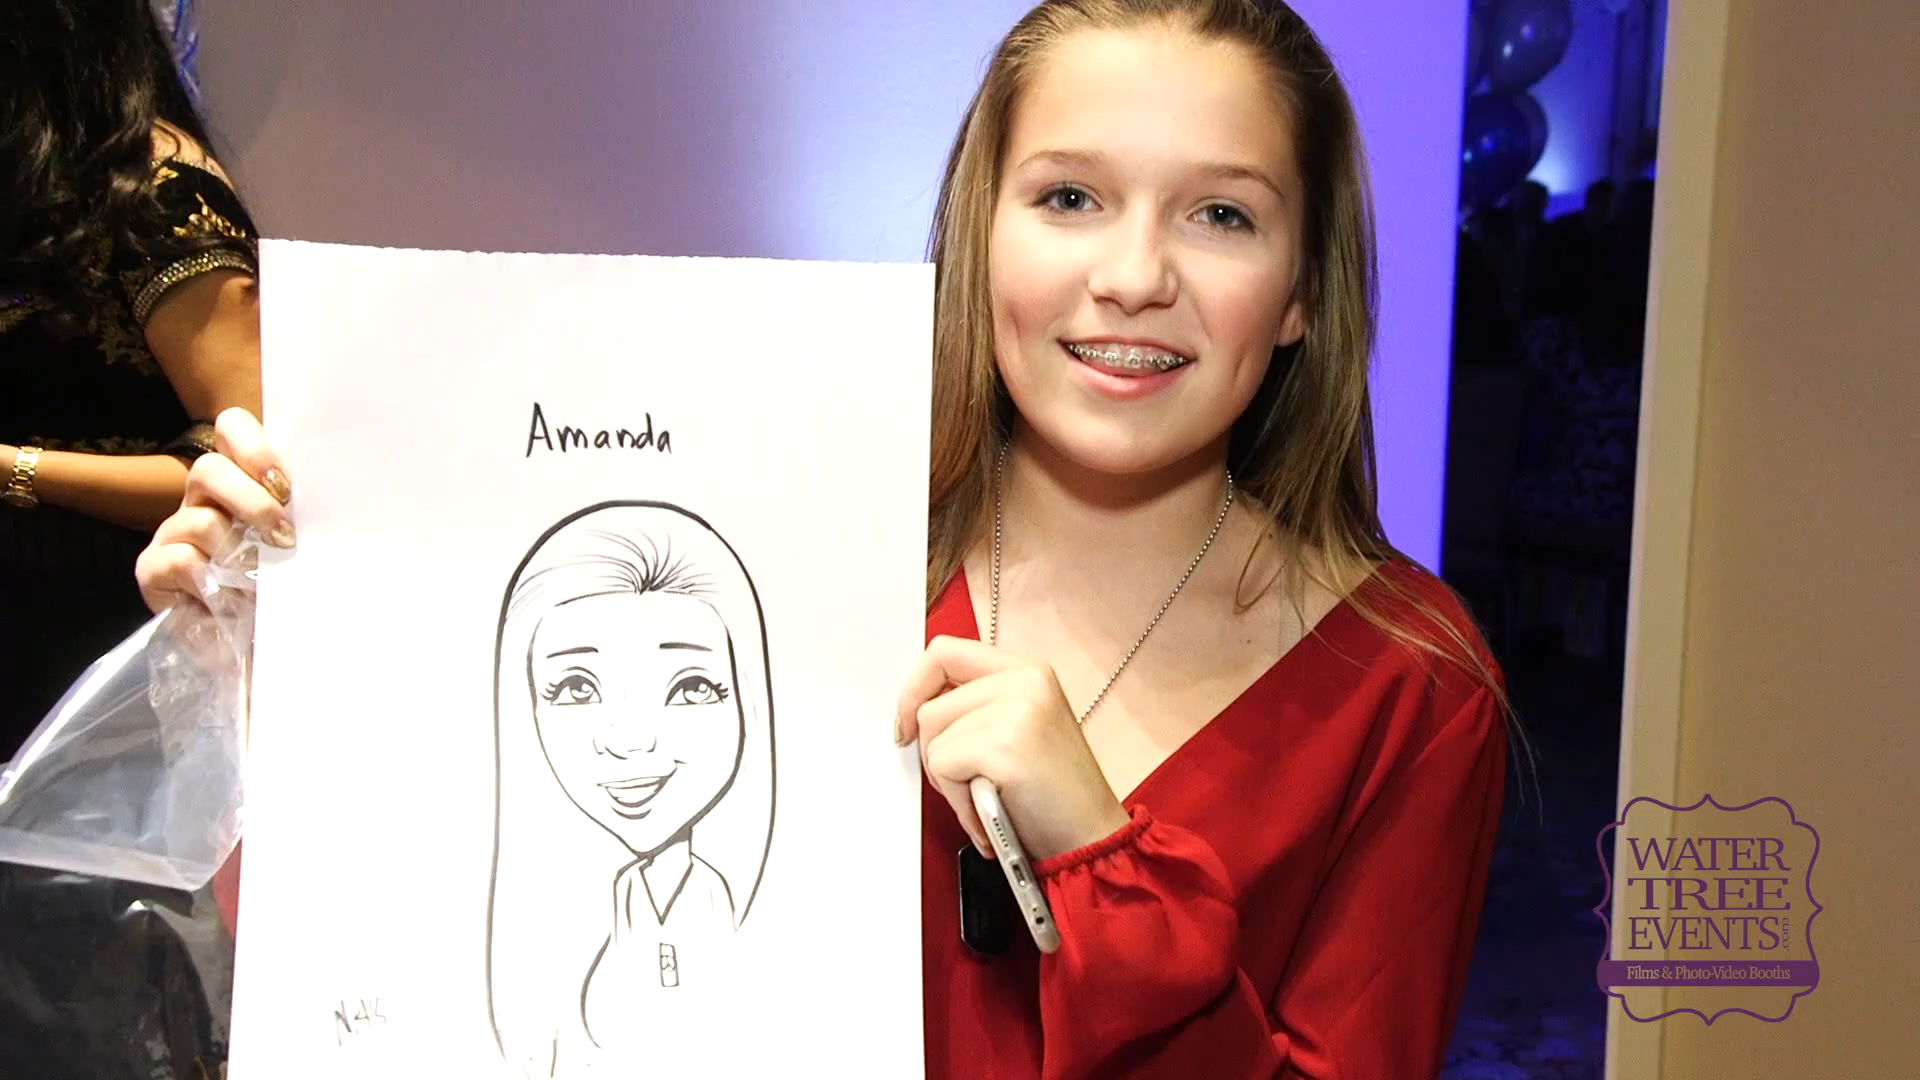 Amanda
WATER
TREE
EVENTS.com
Films & Photo-Video Booths